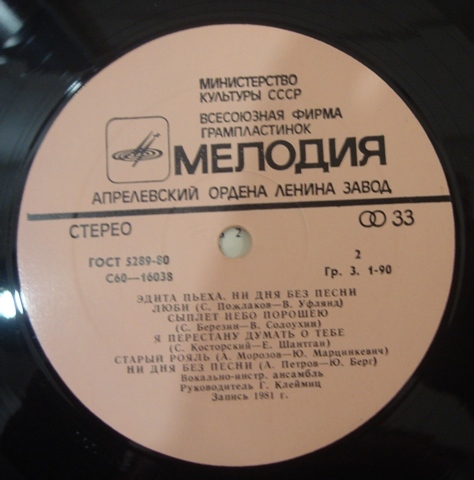 МИНИСТЕРСТВО
КУЛЬТУРЫ СССР
ВСЕСОЮЗНАЯ ФИРМА
ГРАМПЛАСТИНОК
МЕЛОДИЯ
АПРЕЛЕВСКИЙ ОРДЕНА ЛЕНИНА ЗАВОД
СТЕРЕО
33
ГОСТ 5289-80
С60—16038
2
Гр. 3. 1-90
ЭДИТА ПЬЕХА. НИ ДНЯ БЕЗ ПЕСНИ
ЛЮБИ (С. Пожлаков—В. Уфлянд)
СЫПЛЕТ НЕБО ПОРОШЕЮ
(С. Березин—В. Солоухин)
Я ПЕРЕСТАНУ ДУМАТЬ О ТЕБЕ
(С. Косторский—Е. Шантгаи)
СТАРЫЙ РОЯЛЬ (А. Морозов—Ю. Марцинкевич)
НИ ДНЯ БЕЗ ПЕСНИ (А. Петров—Ю. Берг)
Вокально-инстр. ансамбль
Руководитель Г. Клеймиц
Запись 1981 г.